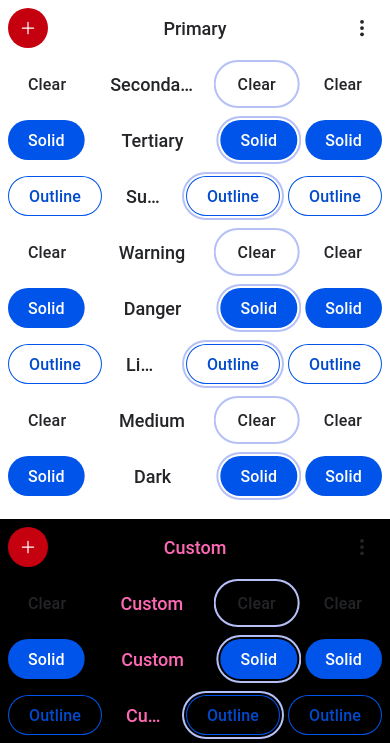 Primary
Clear Seconda... Clear Clear
Solid Tertiary Solid Solid
Outline Su... Outline Outline
Clear Warning Clear Clear
Solid Danger Solid Solid
Outline Li... Outline Outline
Clear Medium Clear Clear
Solid Dark Solid Solid
Custom
Clear Custom Clear Clear
Solid Custom Solid Solid
Outline Cu... Outline Outline